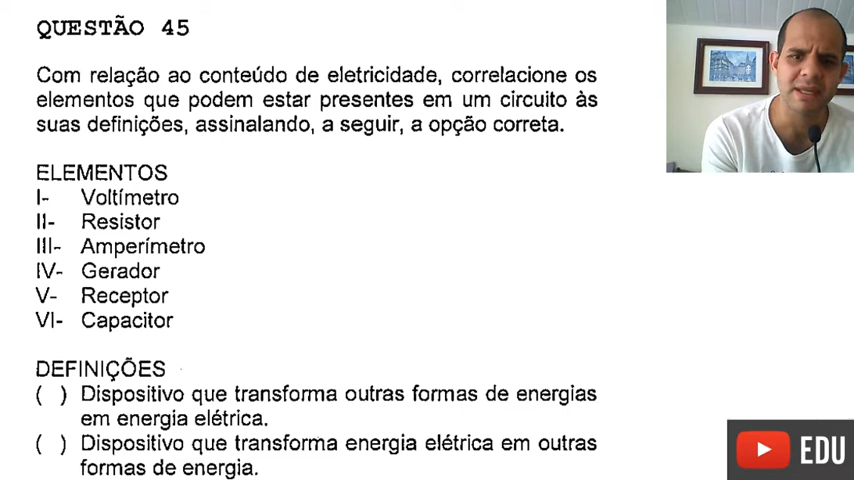 QUESTÃO 45
Com relação ao conteúdo de eletricidade, correlacione os
elementos que podem estar presentes em um circuito às
suas definições, assinalando, a seguir, a opção correta.
ELEMENTOS
I- Voltímetro
II- Resistor
III- Amperímetro
IV- Gerador
V- Receptor
VI- Capacitor
DEFINIÇÕES
( ) Dispositivo que transforma outras formas de energias
em energia elétrica.
( ) Dispositivo que transforma energia elétrica em outras
formas de energia.
EDU